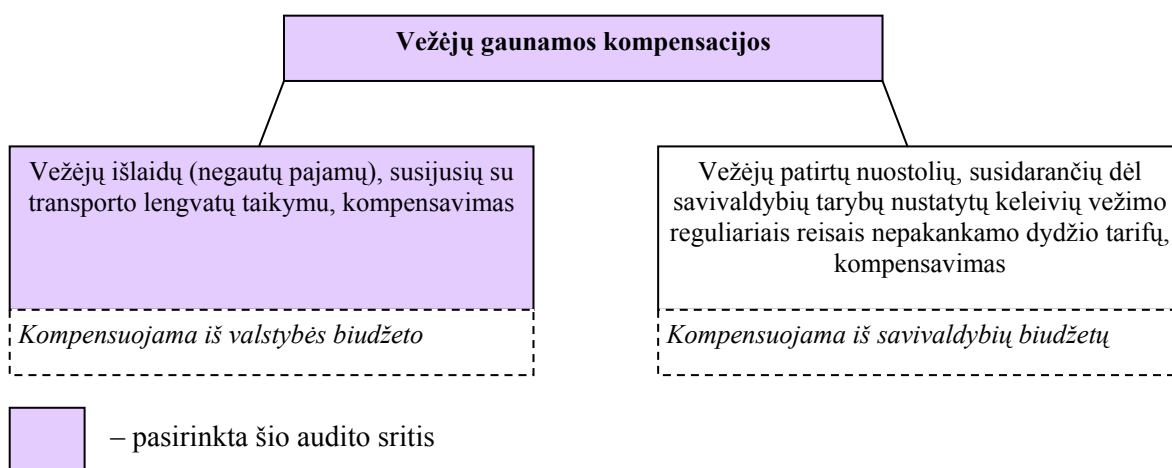 Vežėjų gaunamos kompensacijos
Vežėjų išlaidų (negautų pajamų), susijusių su
transporto lengvatų taikymu, kompensavimas
Kompensuojama iš valstybės biudžeto
Vežėjų patirtų nuostolių, susidarančių dėl
savivaldybių tarybų nustatytų keleivių vežimo
reguliariais reisais nepakankamo dydžio tarifų,
kompensavimas
Kompensuojama iš savivaldybių biudžetų
– pasirinkta šio audito sritis